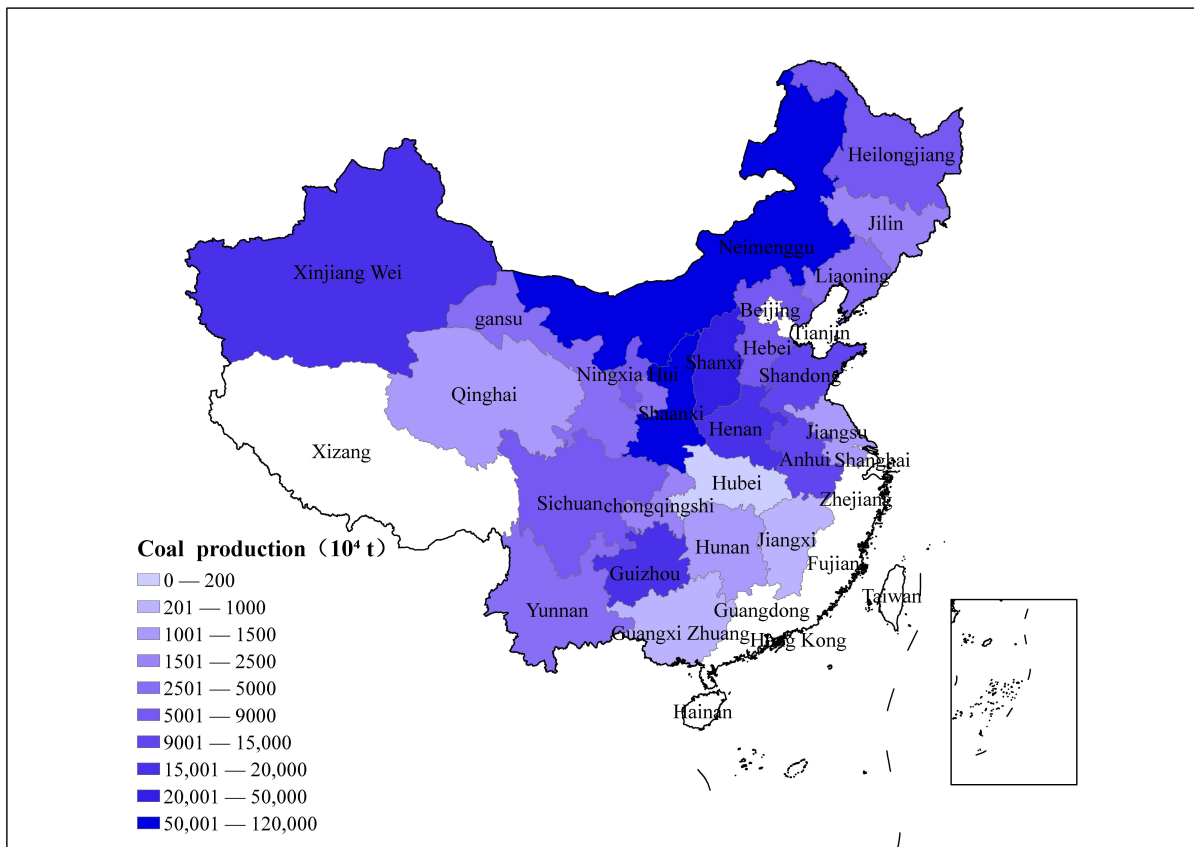 Heilongjiang
Jilin
Neimenggu
Xinjiang Wei
Liaoning
Beijing
gansu
Tianjin
Hebei
Shanxi
Ningxia Hui
Shandong
Qinghai
Shaanxi
Henan
Jiangsu
Xizang
Anhui
Shanghai
Hubei
Zhejiang
Sichuan
chongqingshi
Jiangxi
Hunan
Fujian
Guizhou
Taiwan
Yunnan
Guangdong
Guangxi Zhuang
Hong Kong
Hainan
Coal production（10⁴ t）
0 — 200
201 — 1000
1001 — 1500
1501 — 2500
2501 — 5000
5001 — 9000
9001 — 15,000
15,001 — 20,000
20,001 — 50,000
50,001 — 120,000